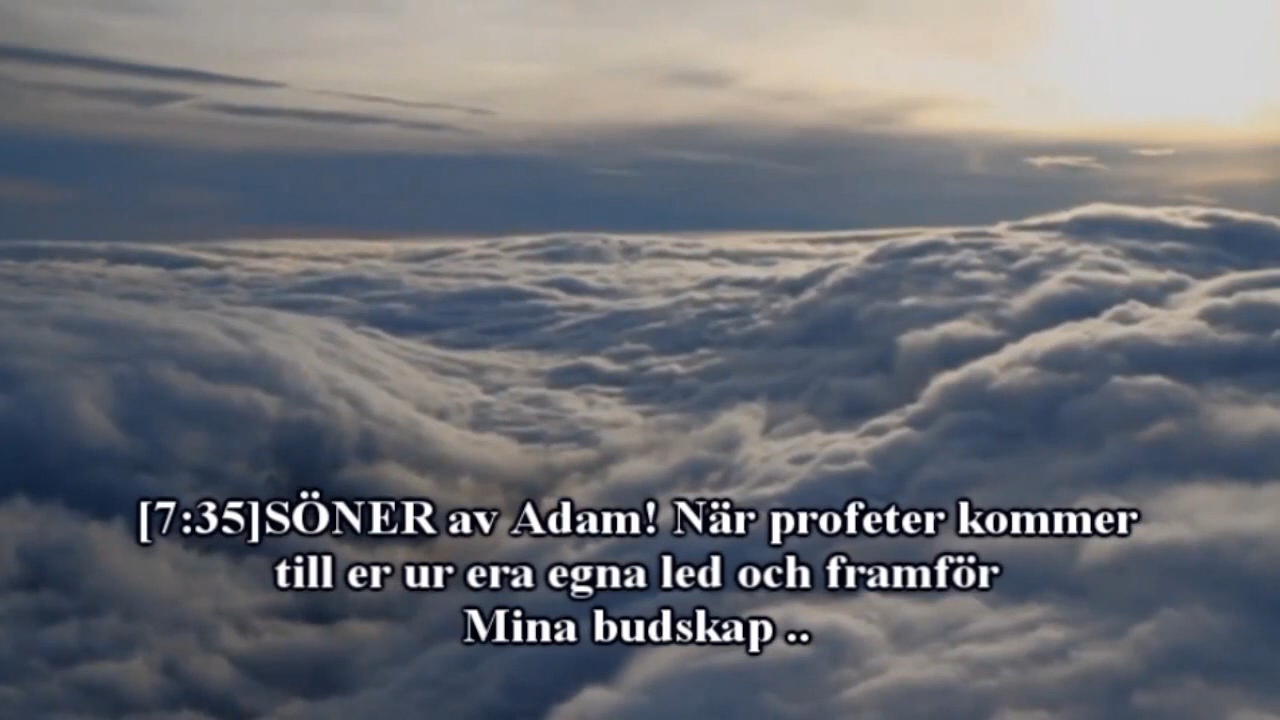 [7:35]SÖNER av Adam! När profeter kommer
till er ur era egna led och framför
Mina budskap ..